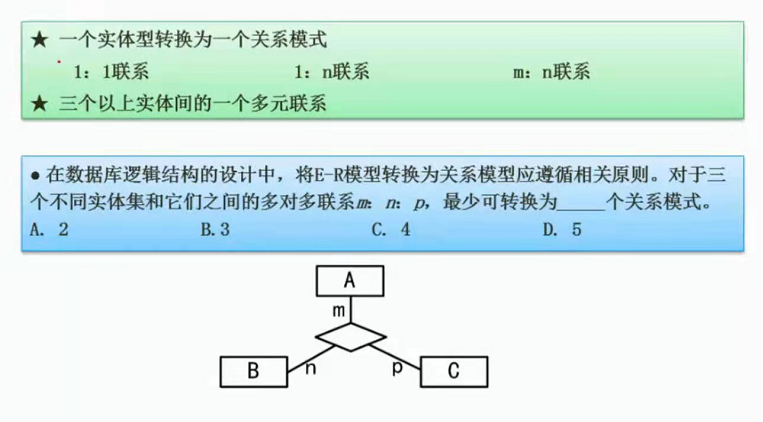 ★ 一个实体型转换为一个关系模式
1：1联系 1：n联系 m：n联系
★ 三个以上实体间的一个多元联系
● 在数据库逻辑结构的设计中，将E-R模型转换为关系模型应遵循相关原则。对于三
个不同实体集和它们之间的多对多联系m：n：p，最少可转换为_____个关系模式。
A. 2 B.3 C. 4 D. 5
A
m
B n p C